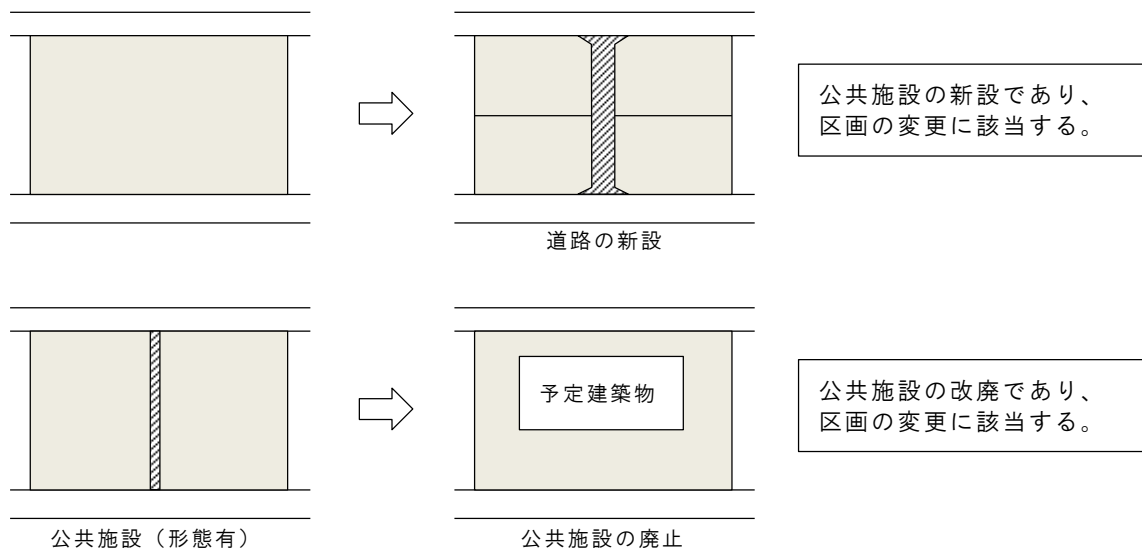 公共施設の新設であり、
区画の変更に該当する。
道路の新設
予定建築物
公共施設の改廃であり、
区画の変更に該当する。
公共施設（形態有）
公共施設の廃止